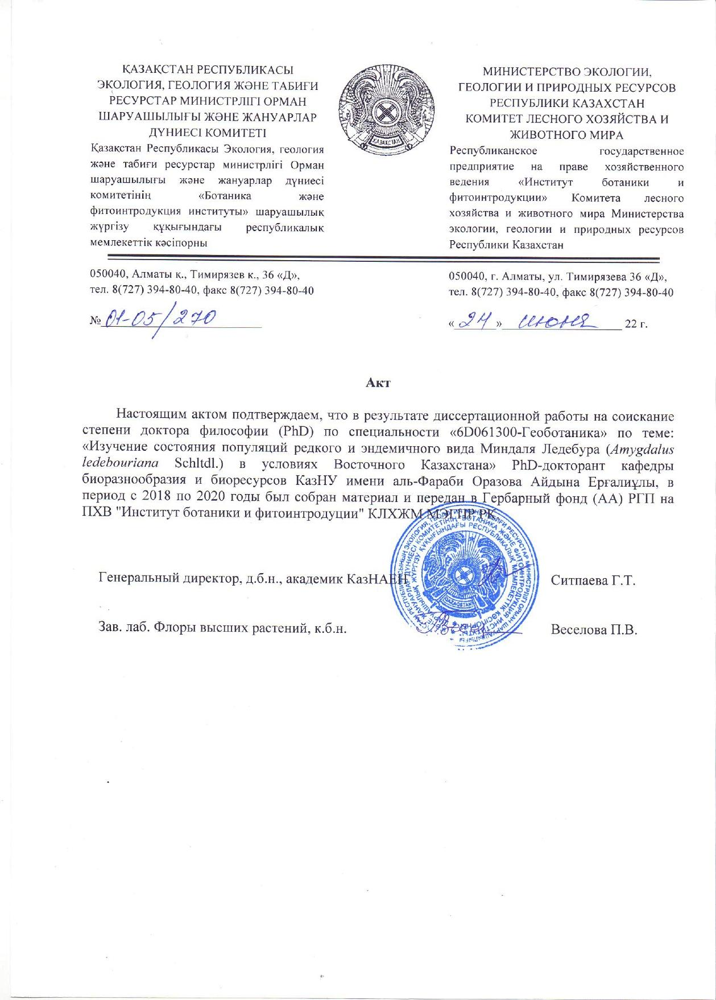 ҚАЗАҚСТАН РЕСПУБЛИКАСЫ
ЭКОЛОГИЯ, ГЕОЛОГИЯ ЖӘНЕ ТАБИҒИ
РЕСУРСТАР МИНИСТРЛІГІ ОРМАН
ШАРУАШЫЛЫҒЫ ЖӘНЕ ЖАНУАРЛАР
ДҮНИЕСІ КОМИТЕТІ
Қазақстан Республикасы Экология, геология
және табиғи ресурстар министрлігі Орман
шаруашылығы және жануарлар дүниесі
комитетінің «Ботаника және
фитоинтродукция институты» шаруашылық
жүргізу құқығындағы республикалық
мемлекеттік кәсіпорны
ҚАЗАҚСТАН
МИНИСТЕРСТВО ЭКОЛОГИИ,
ГЕОЛОГИИ И ПРИРОДНЫХ РЕСУРСОВ
РЕСПУБЛИКИ КАЗАХСТАН
КОМИТЕТ ЛЕСНОГО ХОЗЯЙСТВА И
ЖИВОТНОГО МИРА
Республиканское государственное
предприятие на праве хозяйственного
ведения «Институт ботаники и
фитоинтродукции» Комитета лесного
хозяйства и животного мира Министерства
экологии, геологии и природных ресурсов
Республики Казахстан
050040, Алматы қ., Тимирязев к., 36 «Д»,
тел. 8(727) 394-80-40, факс 8(727) 394-80-40
№ 01-05/270
050040, г. Алматы, ул. Тимирязева 36 «Д»,
тел. 8(727) 394-80-40, факс 8(727) 394-80-40
« 24 » июня 22 г.
Акт
Настоящим актом подтверждаем, что в результате диссертационной работы на соискание
степени доктора философии (PhD) по специальности «6D061300-Геоботаника» по теме:
«Изучение состояния популяций редкого и эндемичного вида Миндаля Ледебура (Amygdalus
ledebouriana Schltdl.) в условиях Восточного Казахстана» PhD-докторант кафедры
биоразнообразия и биоресурсов КазНУ имени аль-Фараби Оразова Айдына Ерғалиұлы, в
период с 2018 по 2020 годы был собран материал и передан в Гербарный фонд (АА) РГП на
ПХВ "Институт ботаники и фитоинтродуции" КЛХЖМ МЭГПР РК
Генеральный директор, д.б.н., академик КазНАЕН
Ситпаева Г.Т.
Зав. лаб. Флоры высших растений, к.б.н.
Веселова П.В.
QAZAQSTAN